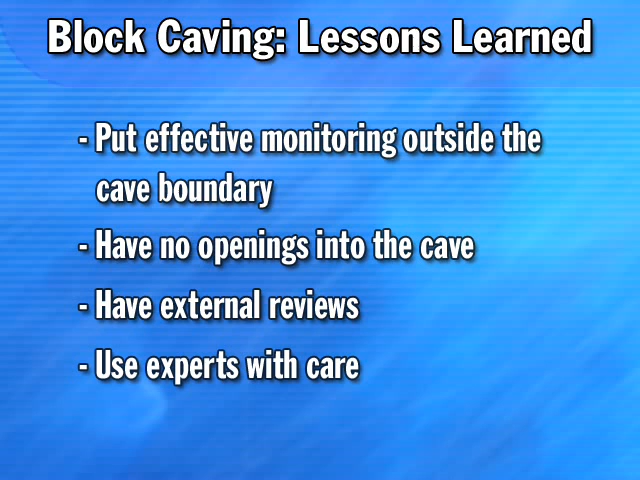 Block Caving: Lessons Learned
- Put effective monitoring outside the
cave boundary
- Have no openings into the cave
- Have external reviews
- Use experts with care